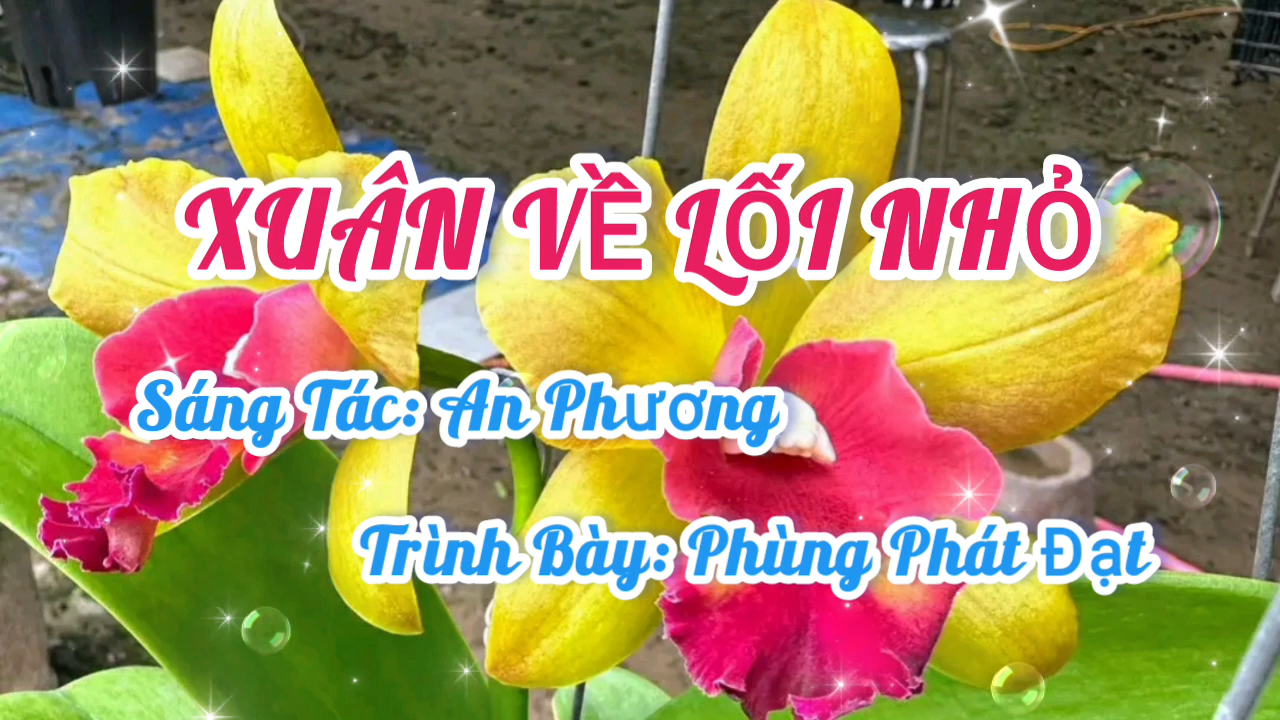 XUÂN VỀ LỐI NHỎ
Sáng Tác: An Phương
Trình Bày: Phùng Phát Đạt